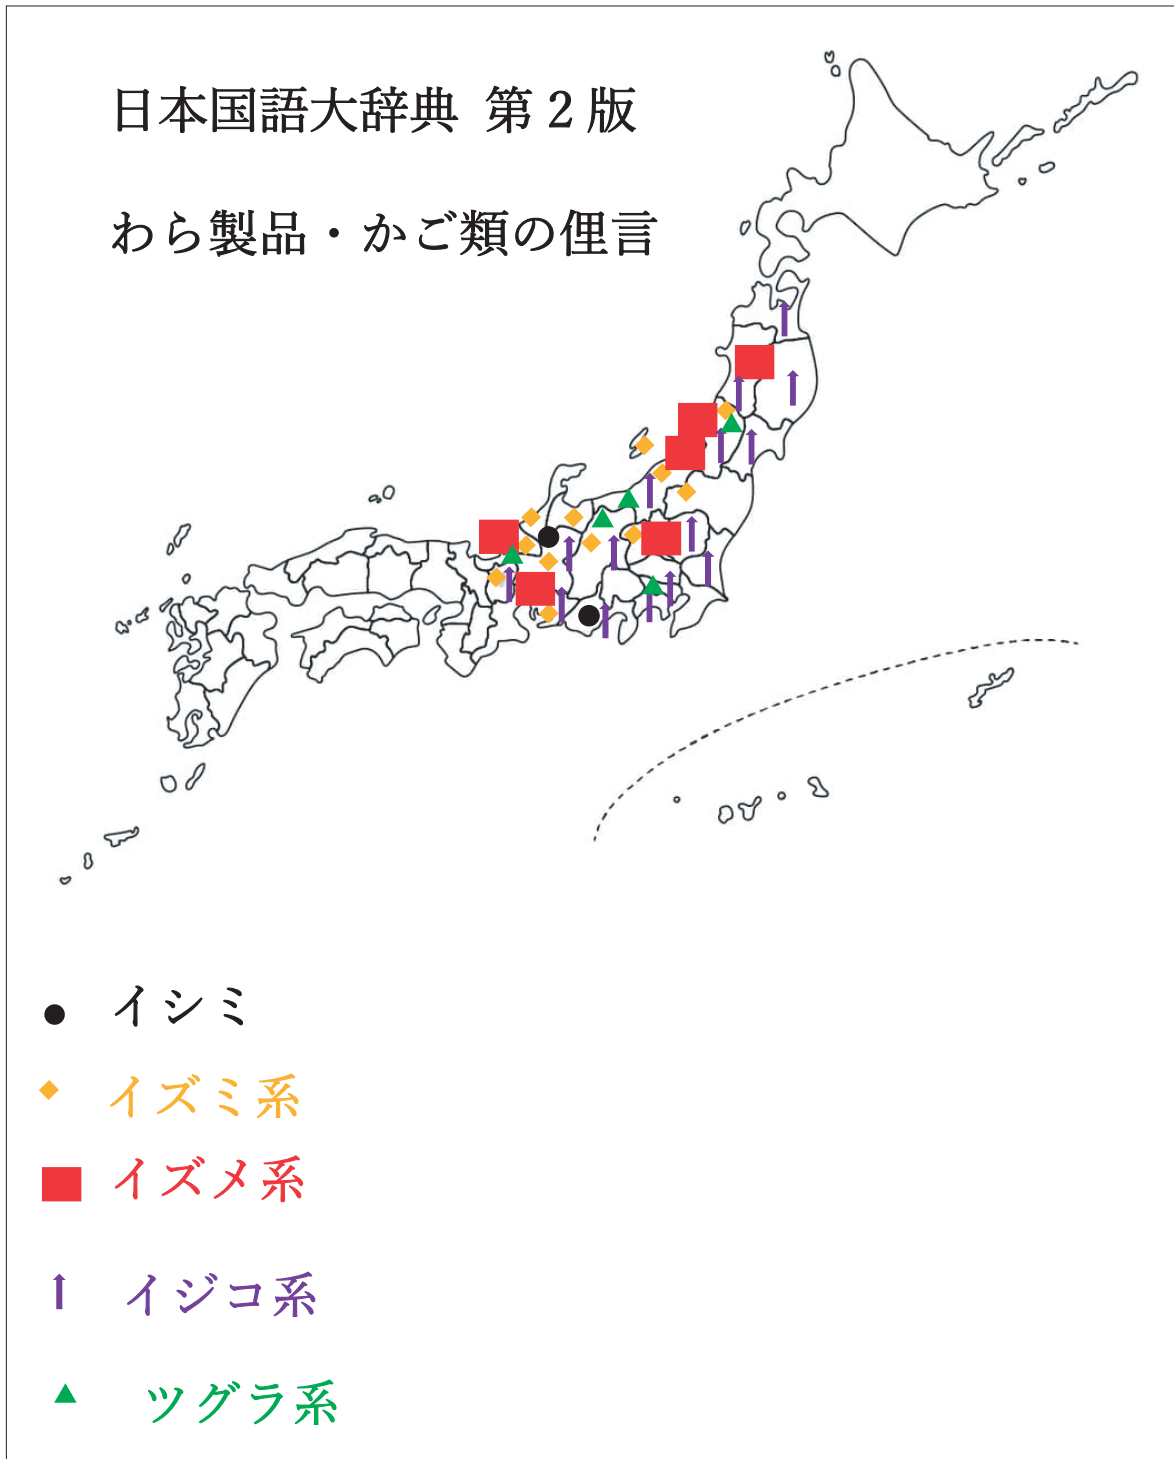 日本国語大辞典 第2版
わら製品・かご類の俚言
イシミ
イズミ系
イズメ系
イジコ系
ツグラ系